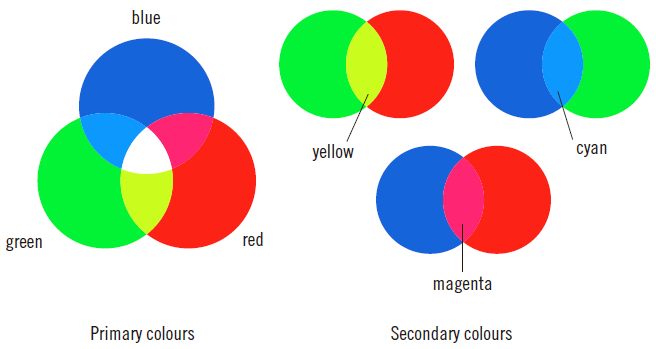 blue
green
red
Primary colours
yellow
cyan
magenta
Secondary colours